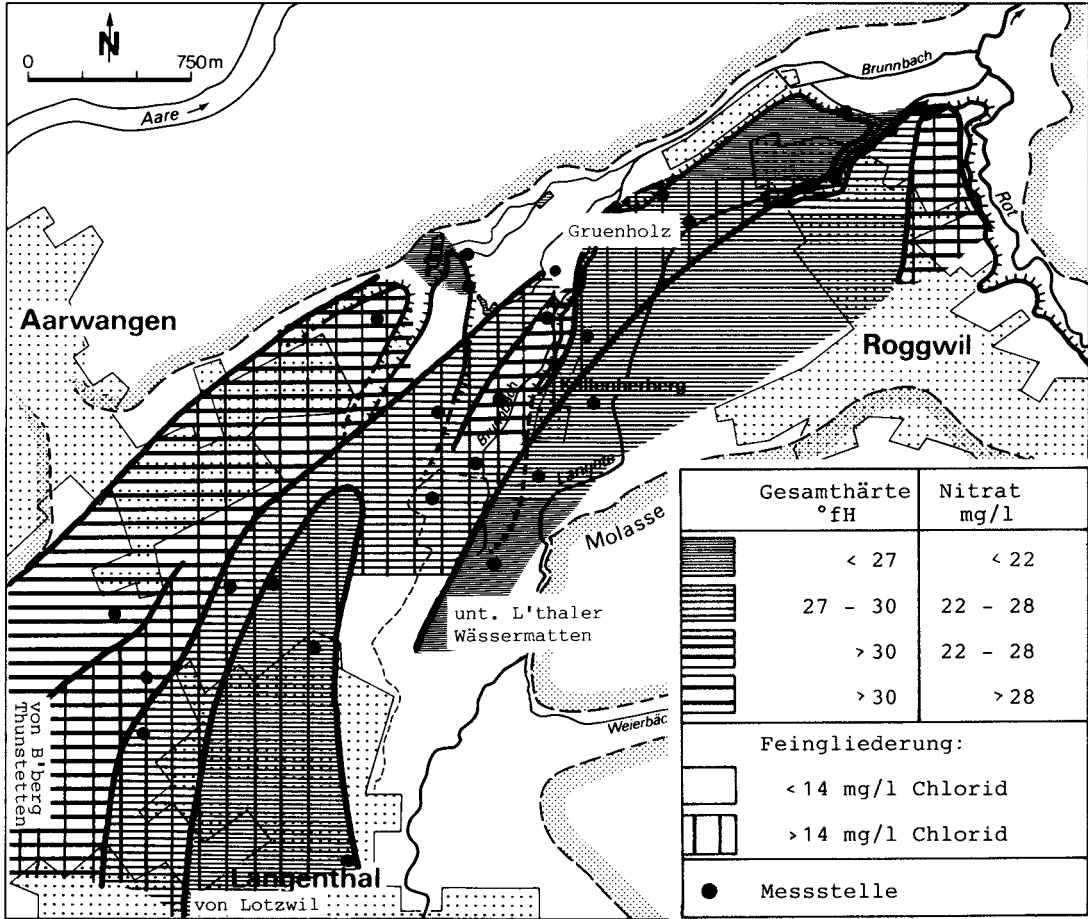 N
0 750m
Aare
Brunnbach
Rot
Gruenholz
Aarwangen
Roggwil
Kaltenherberg
Brunnbach
Langete
Molasse
unt. L'thaler
Wässermatten
von B'berg
Thunstetten
Weierbäc
Langenthal
von Lotzwil
Gesamthärte Nitrat
°fH mg/l
< 27 < 22
27 - 30 22 - 28
> 30 22 - 28
> 30 > 28
Feingliederung:
< 14 mg/l Chlorid
> 14 mg/l Chlorid
Messstelle